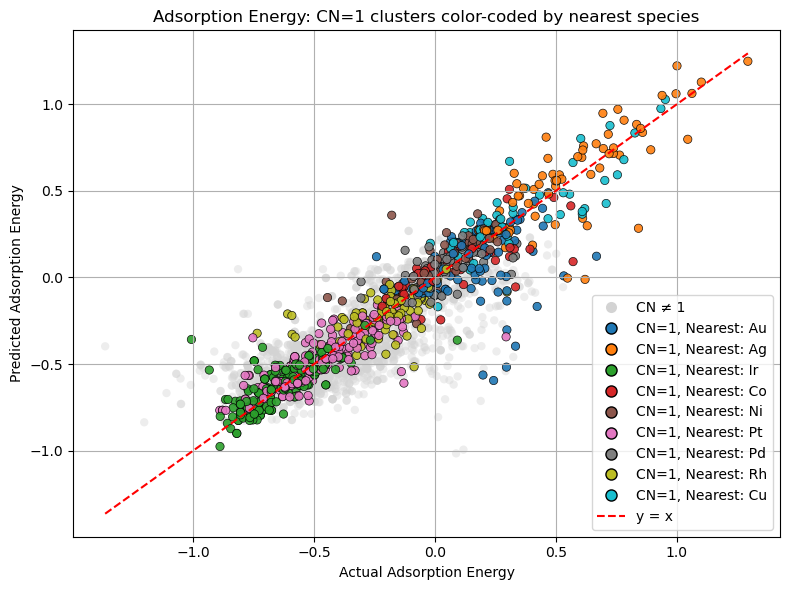 Adsorption Energy: CN=1 clusters color-coded by nearest species
Predicted Adsorption Energy
1.0
0.5
0.0
−0.5
−1.0
CN ≠ 1
CN=1, Nearest: Au
CN=1, Nearest: Ag
CN=1, Nearest: Ir
CN=1, Nearest: Co
CN=1, Nearest: Ni
CN=1, Nearest: Pt
CN=1, Nearest: Pd
CN=1, Nearest: Rh
CN=1, Nearest: Cu
y = x
−1.0 −0.5 0.0 0.5 1.0
Actual Adsorption Energy